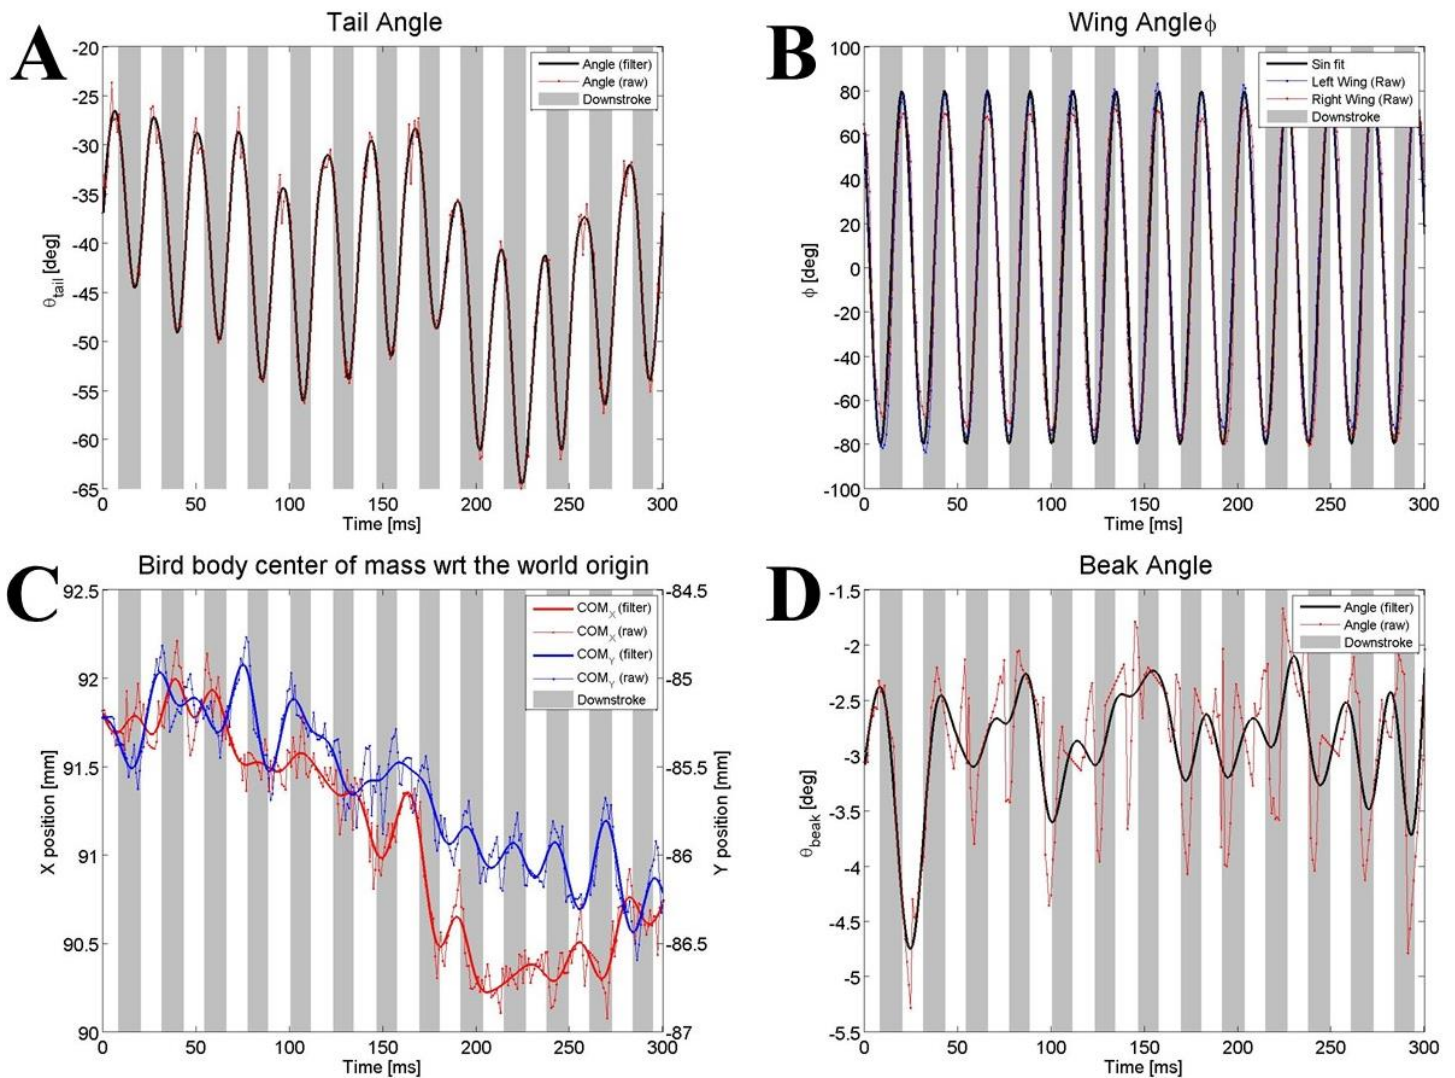 A
Tail Angle
-20
-25
-30
-35
-40
-45
-50
-55
-60
-65
θtail [deg]
Angle (filter)
Angle (raw)
Downstroke
0 50 100 150 200 250 300
Time [ms]
B
Wing Angleϕ
100
80
60
40
20
0
-20
-40
-60
-80
-100
ϕ [deg]
Sin fit
Left Wing (Raw)
Right Wing (Raw)
Downstroke
0 50 100 150 200 250 300
Time [ms]
C
Bird body center of mass wrt the world origin
92.5
92
91.5
91
90.5
90
X position [mm]
COMX (filter)
COMX (raw)
COMY (filter)
COMY (raw)
Downstroke
-84.5
-85
-85.5
-86
-86.5
-87
Y position [mm]
0 50 100 150 200 250 300
Time [ms]
D
Beak Angle
-1.5
-2
-2.5
-3
-3.5
-4
-4.5
-5
-5.5
θbeak [deg]
Angle (filter)
Angle (raw)
Downstroke
0 50 100 150 200 250 300
Time [ms]